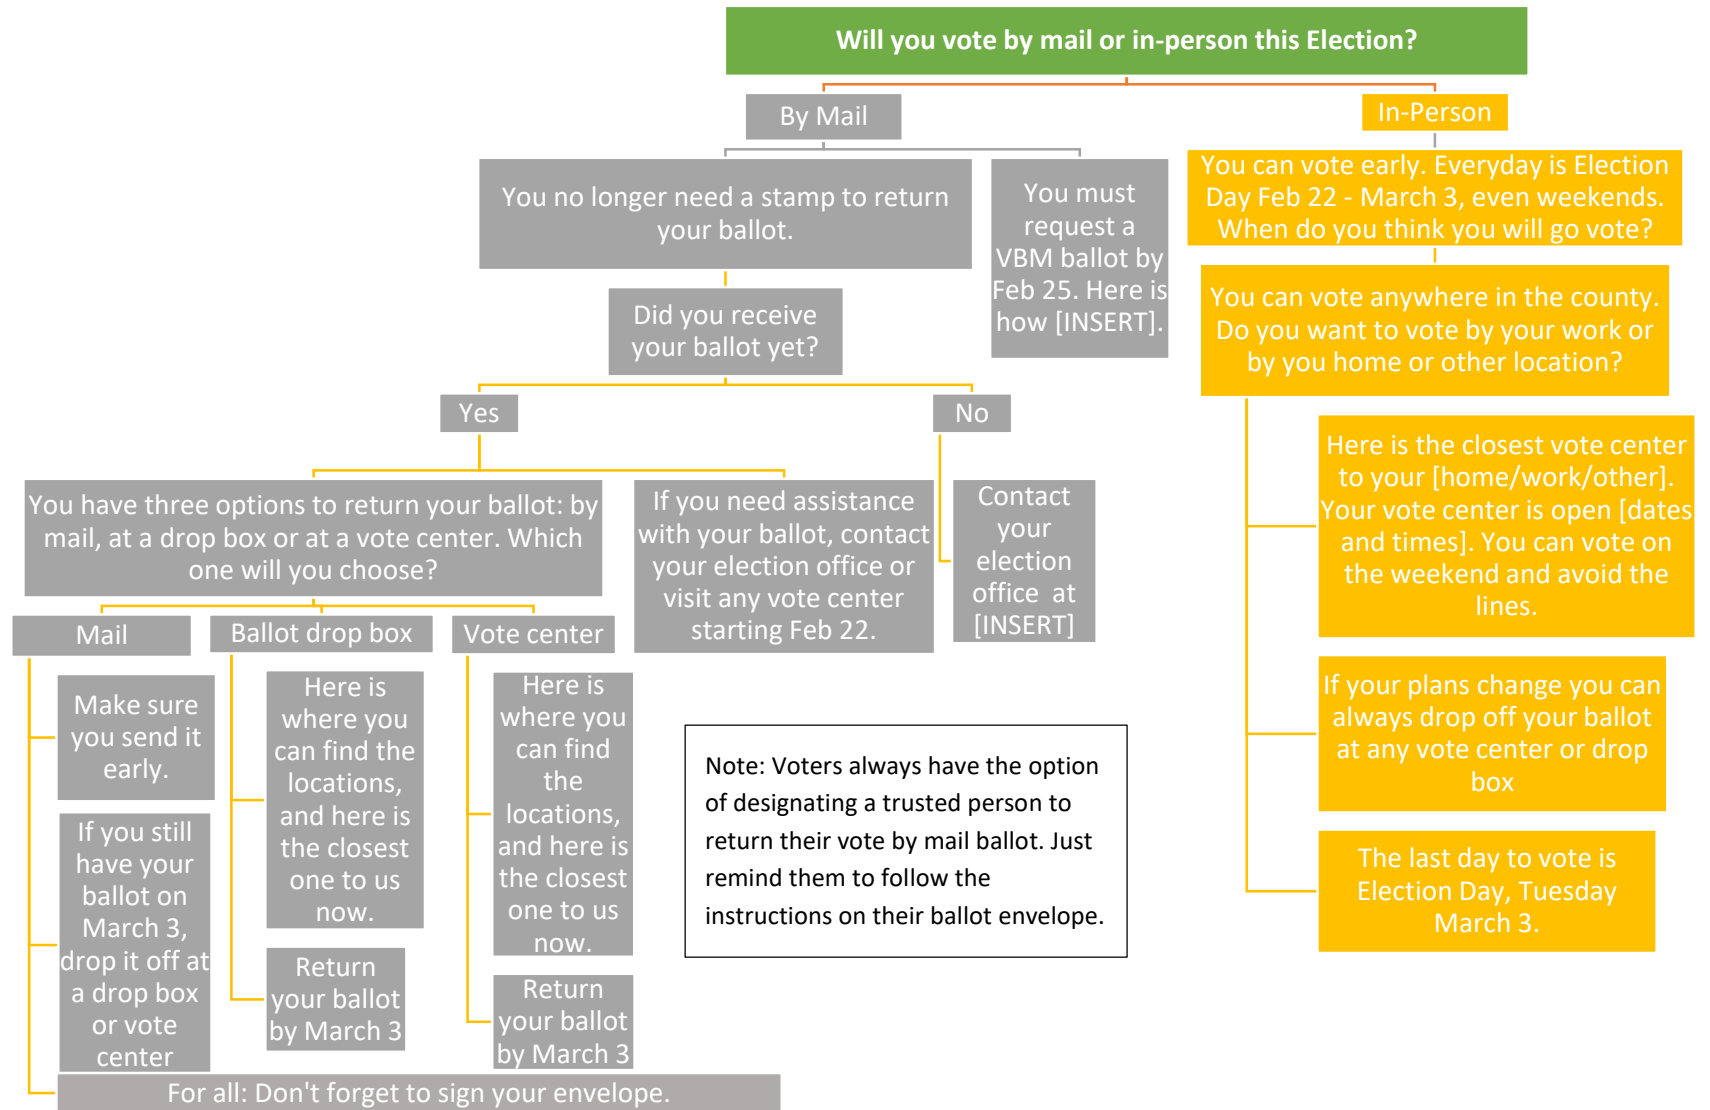 Will you vote by mail or in-person this Election?
By Mail
You no longer need a stamp to return
your ballot.
Did you receive
your ballot yet?
Yes
You have three options to return your ballot: by
mail, at a drop box or at a vote center. Which
one will you choose?
Mail
Make sure
you send it
early.
If you still
have your
ballot on
March 3,
drop it off at
a drop box
or vote
center
For all: Don't forget to sign your envelope.
Ballot drop box
Here is
where you
can find the
locations,
and here is
the closest
one to us
now.
Return
your ballot
by March 3
Vote center
Here is
where you
can find
the
locations,
and here is
the closest
one to us
now.
Return
your ballot
by March 3
If you need assistance
with your ballot, contact
your election office or
visit any vote center
starting Feb 22.
No
Contact
your
election
office at
[INSERT]
You must
request a
VBM ballot by
Feb 25. Here is
how [INSERT].
In-Person
You can vote early. Everyday is Election
Day Feb 22 - March 3, even weekends.
When do you think you will go vote?
You can vote anywhere in the county.
Do you want to vote by your work or
by you home or other location?
Here is the closest vote center
to your [home/work/other].
Your vote center is open [dates
and times]. You can vote on
the weekend and avoid the
lines.
If your plans change you can
always drop off your ballot
at any vote center or drop
box
The last day to vote is
Election Day, Tuesday
March 3.
Note: Voters always have the option
of designating a trusted person to
return their vote by mail ballot. Just
remind them to follow the
instructions on their ballot envelope.